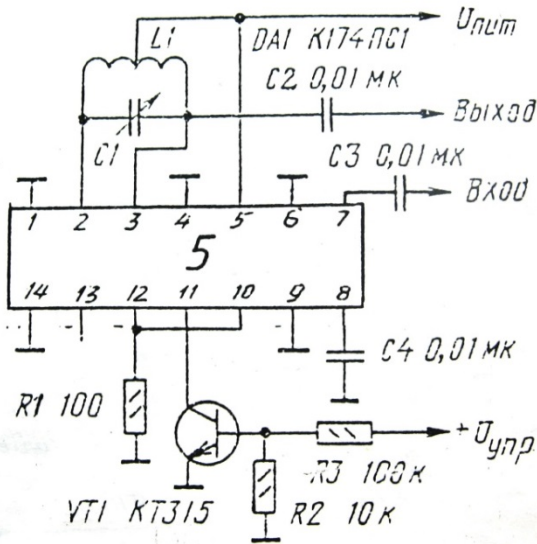 L1
DA1 К174ПС1
Uпит
C2 0,01 мк
Выход
C1
C3 0,01 мк
Вход
1 2 3 4 5 6 7
5
14 13 12 11 10 9 8
C4 0,01 мк
R1 100
+Uупр.
R3 100к
VT1 КТ315
R2 10к